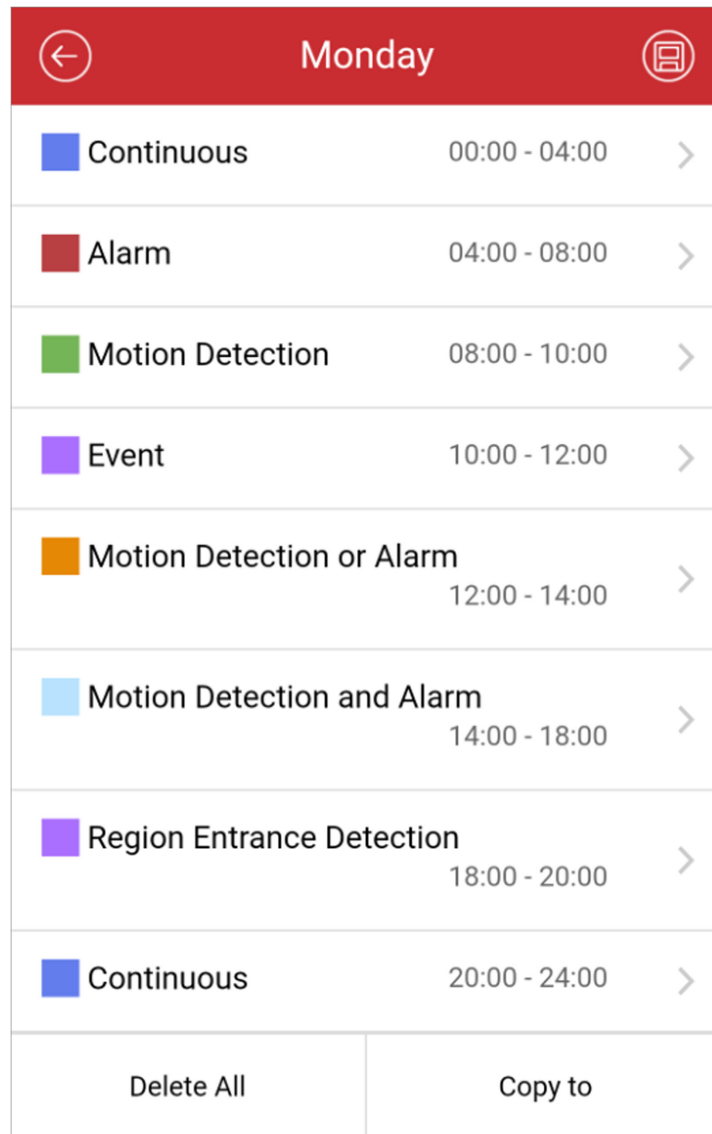 Monday
Continuous 00:00 - 04:00
Alarm 04:00 - 08:00
Motion Detection 08:00 - 10:00
Event 10:00 - 12:00
Motion Detection or Alarm
12:00 - 14:00
Motion Detection and Alarm
14:00 - 18:00
Region Entrance Detection
18:00 - 20:00
Continuous 20:00 - 24:00
Delete All Copy to